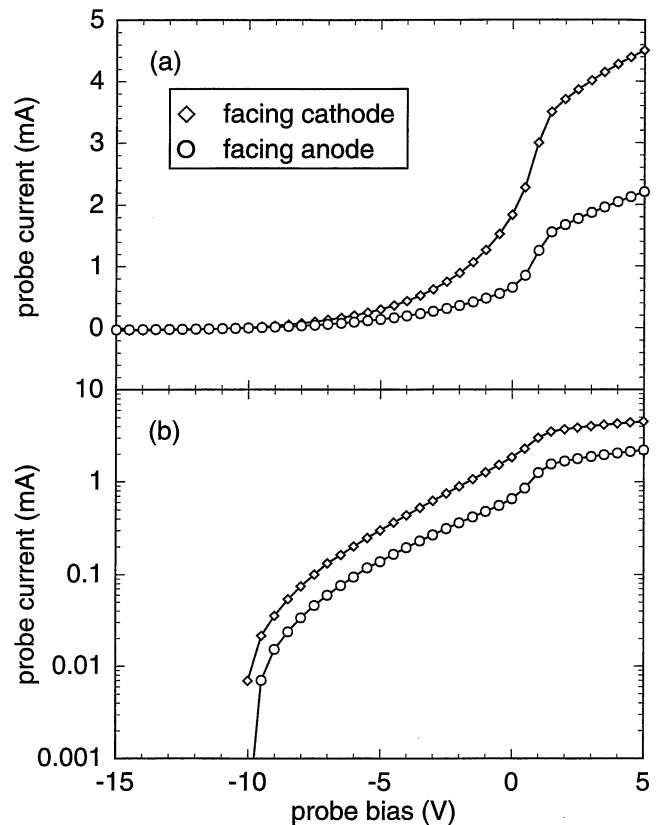 5
(a)
facing cathode
4
facing anode
3
probe current (mA)
2
1
0
10
(b)
1
probe current (mA)
0.1
0.01
0.001
-15 -10 -5 0 5
probe bias (V)